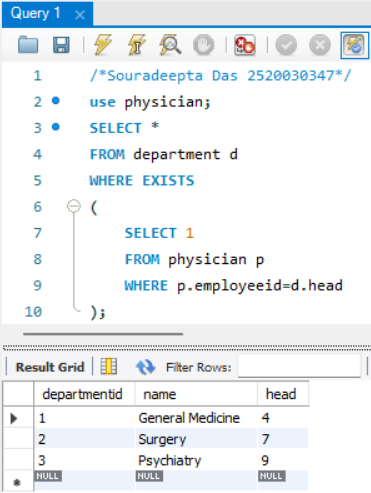 Query 1
1 /*Souradeepta Das 2520030347*/
2 use physician;
3 SELECT *
4 FROM department d
5 WHERE EXISTS
6 (
7 SELECT 1
8 FROM physician p
9 WHERE p.employeeid=d.head
10 );
Result Grid Filter Rows:
departmentid name head
1 General Medicine 4
2 Surgery 7
3 Psychiatry 9
NULL NULL NULL